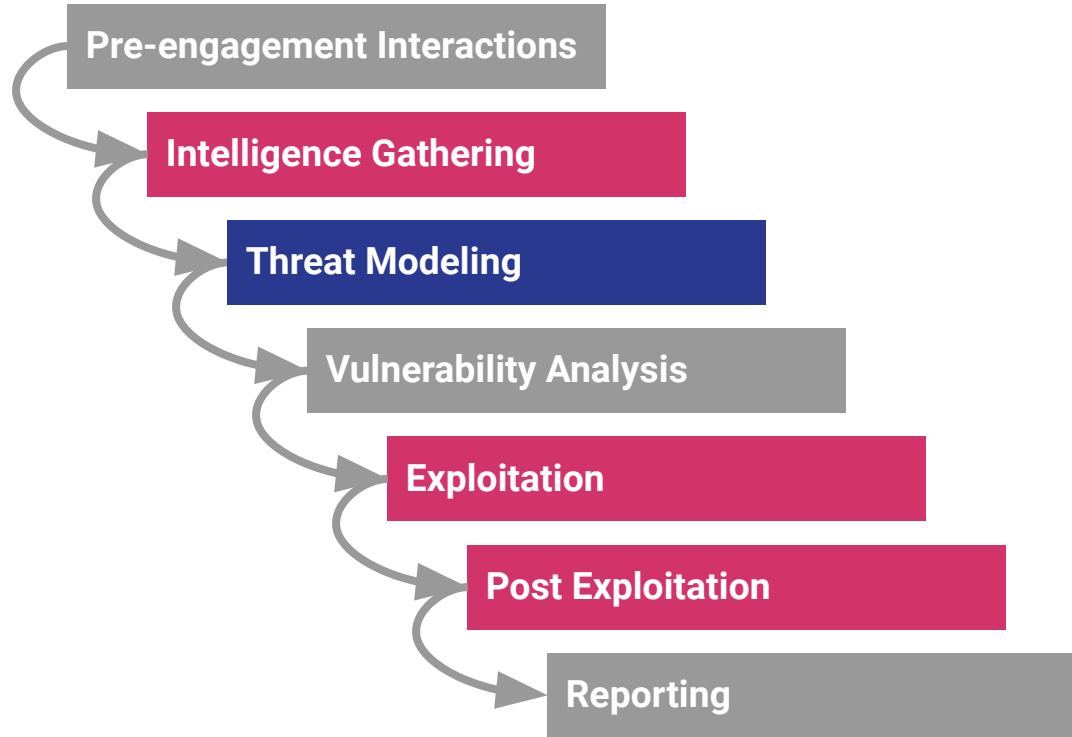 Pre-engagement Interactions
Intelligence Gathering
Threat Modeling
Vulnerability Analysis
Exploitation
Post Exploitation
Reporting